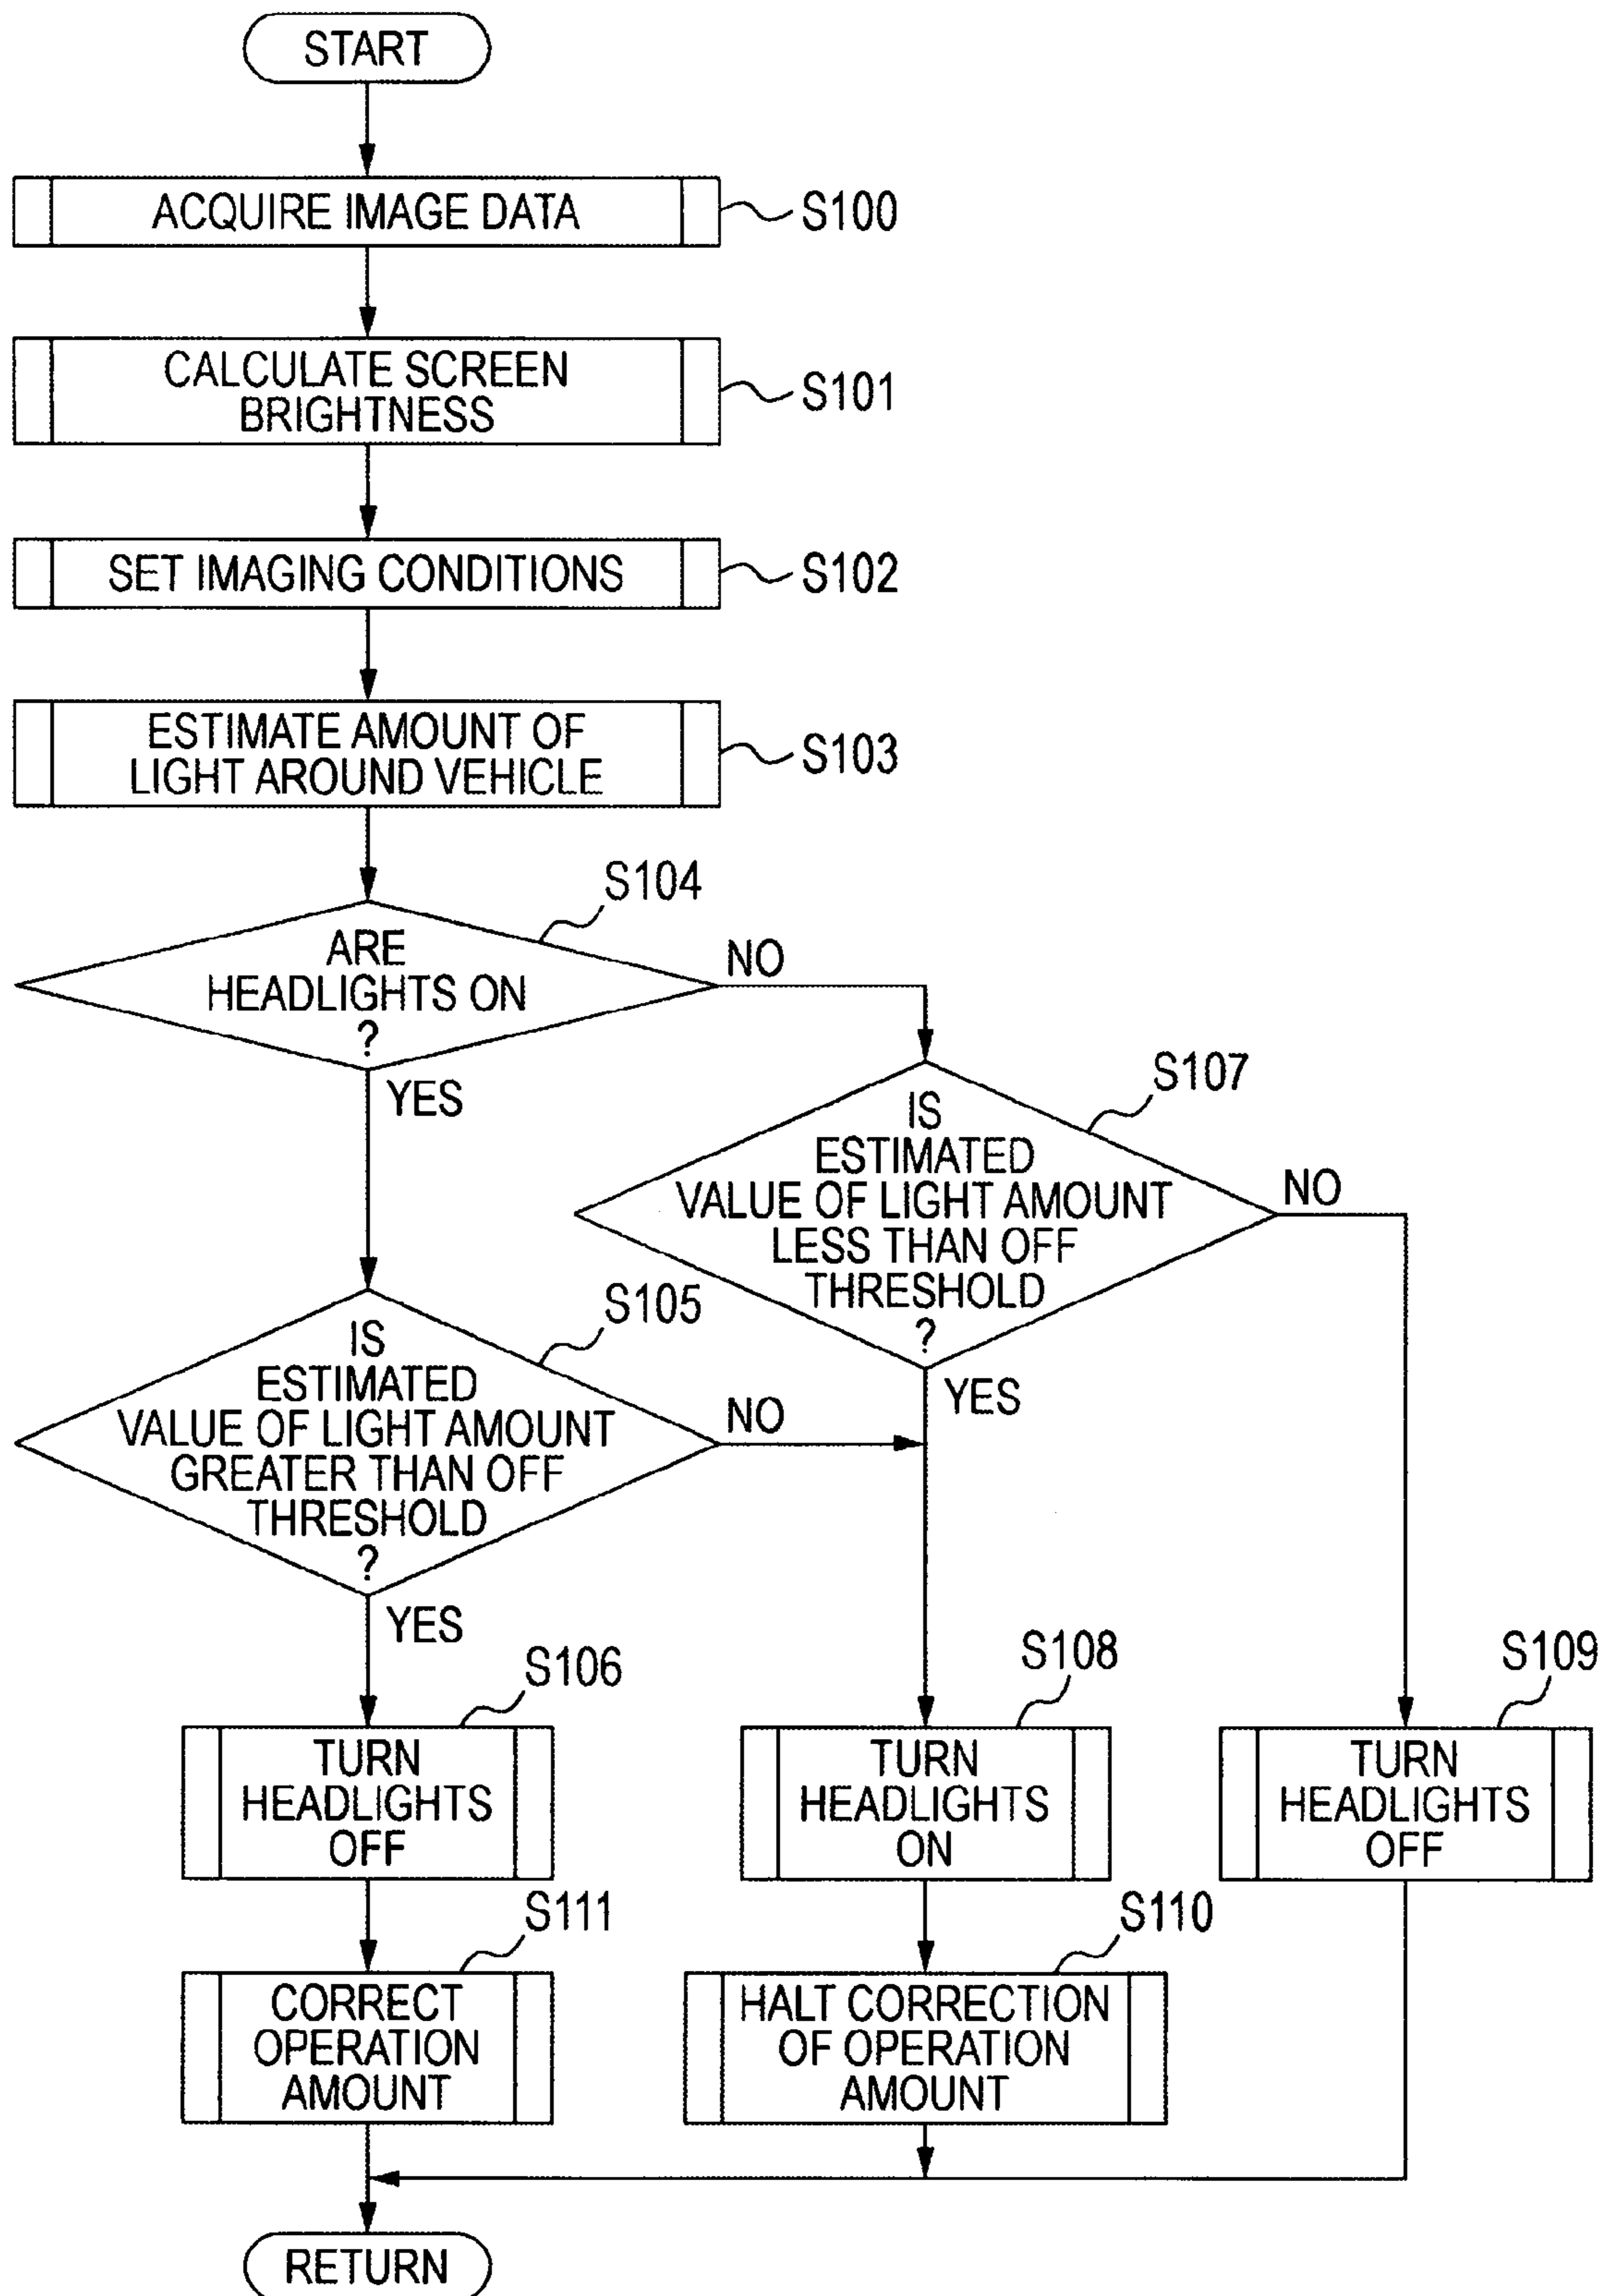 START
ACQUIRE IMAGE DATA
S100
CALCULATE SCREEN
BRIGHTNESS
S101
SET IMAGING CONDITIONS
S102
ESTIMATE AMOUNT OF
LIGHT AROUND VEHICLE
S103
S104
ARE
HEADLIGHTS ON
?
NO
YES
S107
IS
ESTIMATED
VALUE OF LIGHT AMOUNT
LESS THAN OFF
THRESHOLD
?
NO
YES
S105
IS
ESTIMATED
VALUE OF LIGHT AMOUNT
GREATER THAN OFF
THRESHOLD
?
NO
YES
S106
TURN
HEADLIGHTS
OFF
S108
TURN
HEADLIGHTS
ON
S109
TURN
HEADLIGHTS
OFF
S111
CORRECT
OPERATION
AMOUNT
S110
HALT CORRECTION
OF OPERATION
AMOUNT
RETURN